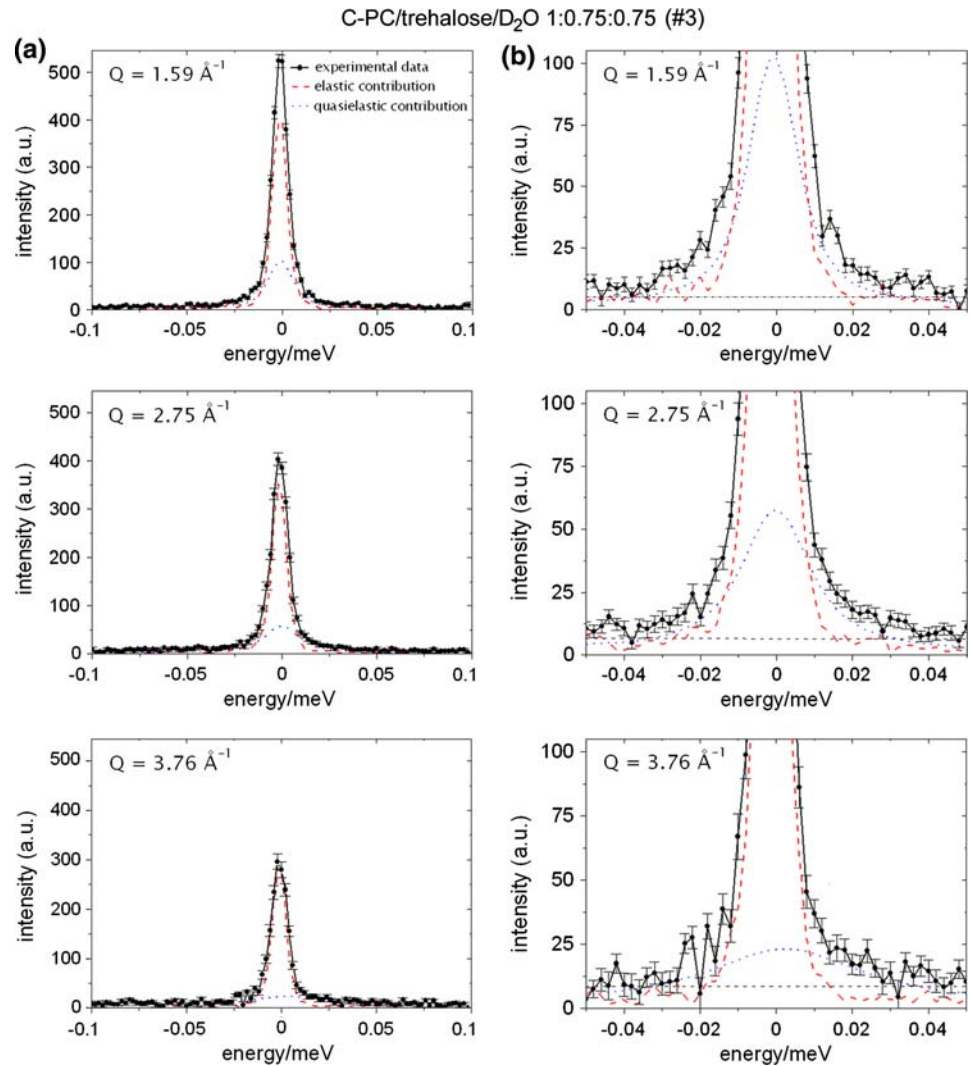 C-PC/trehalose/D₂O 1:0.75:0.75 (#3)
(a)
Q = 1.59 Å⁻¹
experimental data
elastic contribution
quasielastic contribution
intensity (a.u.)
500
400
300
200
100
0
-0.1 -0.05 0 0.05 0.1
energy/meV
(b)
Q = 1.59 Å⁻¹
intensity (a.u.)
100
75
50
25
0
-0.04 -0.02 0 0.02 0.04
energy/meV
Q = 2.75 Å⁻¹
intensity (a.u.)
500
400
300
200
100
0
-0.1 -0.05 0 0.05 0.1
energy/meV
Q = 2.75 Å⁻¹
intensity (a.u.)
100
75
50
25
0
-0.04 -0.02 0 0.02 0.04
energy/meV
Q = 3.76 Å⁻¹
intensity (a.u.)
500
400
300
200
100
0
-0.1 -0.05 0 0.05 0.1
energy/meV
Q = 3.76 Å⁻¹
intensity (a.u.)
100
75
50
25
0
-0.04 -0.02 0 0.02 0.04
energy/meV